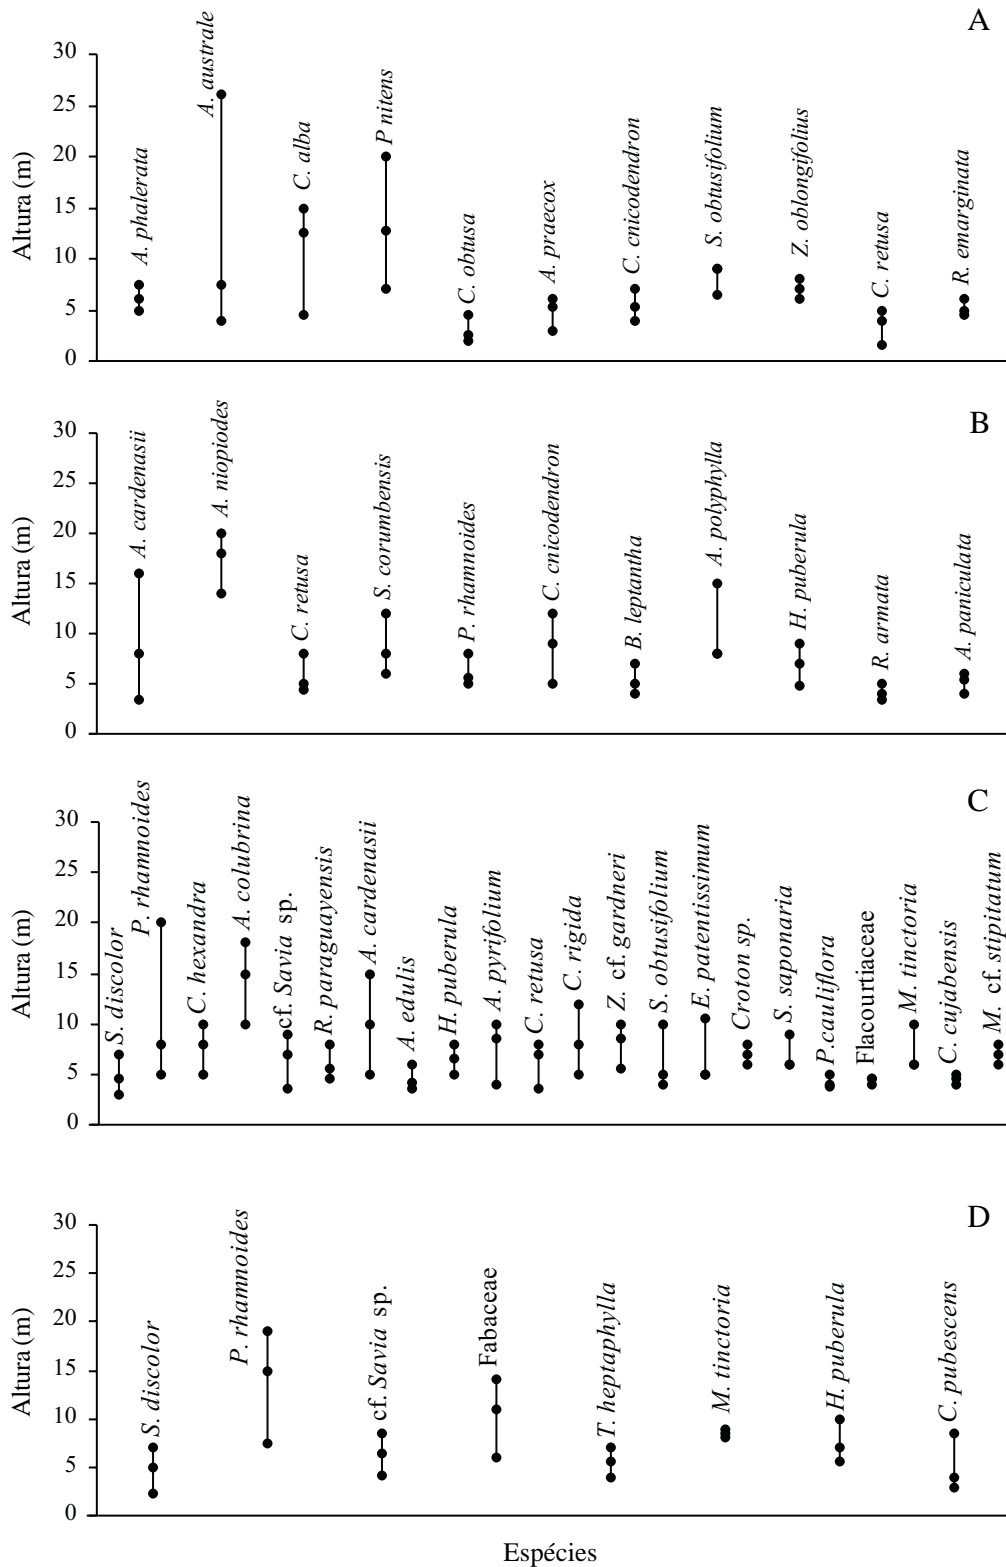 A
Altura (m)
30
25
20
15
10
5
0
A. phalerata
A. australe
C. alba
P nitens
C. obtusa
A. praecox
C. cnicodendron
S. obtusifolium
Z. oblongifolius
C. retusa
R. emarginata
B
Altura (m)
30
25
20
15
10
5
0
A. cardenasii
A. niopiodes
C. retusa
S. corumbensis
P. rhamnoides
C. cnicodendron
B. leptantha
A. polyphylla
H. puberula
R. armata
A. paniculata
C
Altura (m)
30
25
20
15
10
5
0
S. discolor
P. rhamnoides
C. hexandra
A. colubrina
cf. Savia sp.
R. paraguayensis
A. cardenasii
A. edulis
H. puberula
A. pyrifolium
C. retusa
C. rigida
Z. cf. gardneri
S. obtusifolium
E. patentissimum
Croton sp.
S. saponaria
P.cauliflora
Flacourtiaceae
M. tinctoria
C. cujabensis
M. cf. stipitatum
D
Altura (m)
30
25
20
15
10
5
0
S. discolor
P. rhamnoides
cf. Savia sp.
Fabaceae
T. heptaphylla
M. tinctoria
H. puberula
C. pubescens
Espécies